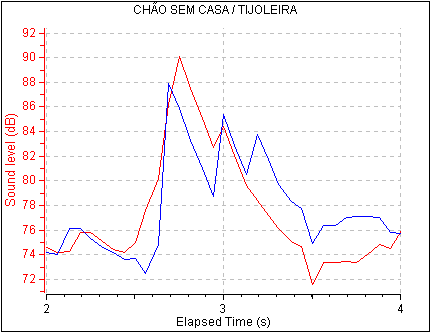 CHÃO SEM CASA / TIJOLEIRA
92
90
88
86
84
82
80
78
76
74
72
Sound level (dB)
2 3 4
Elapsed Time (s)